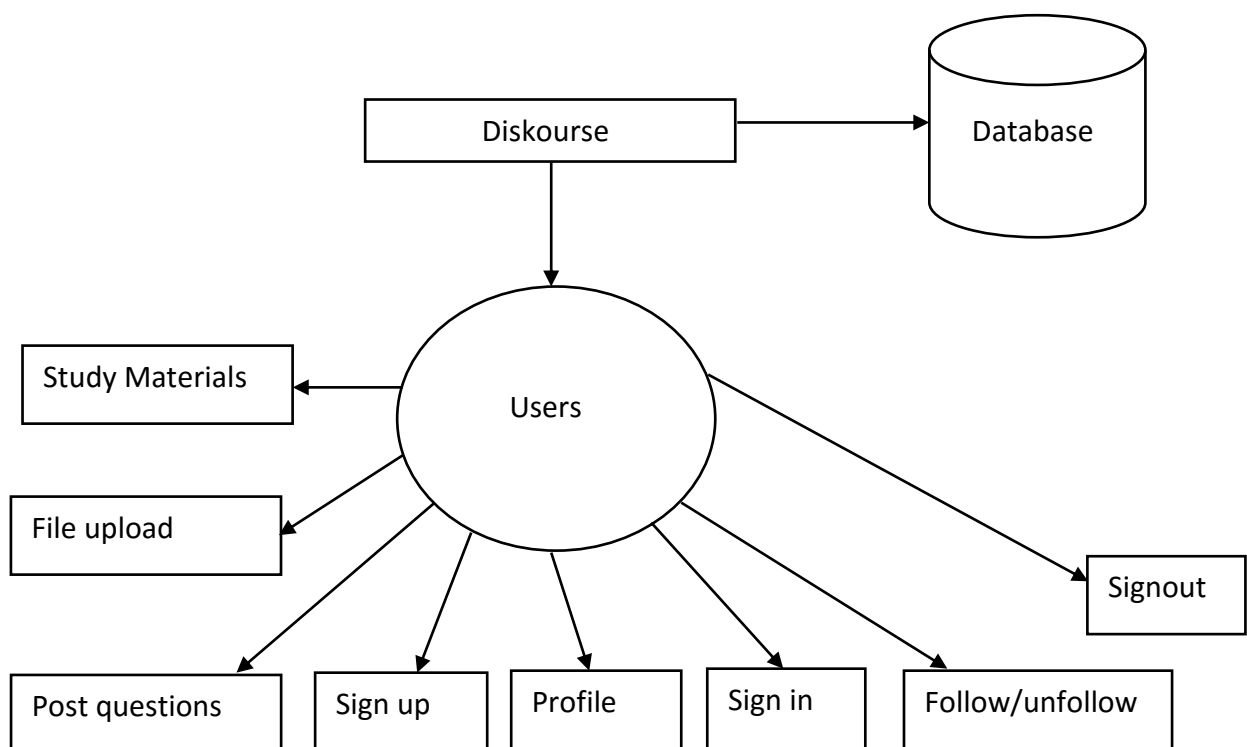 Diskourse
Database
Study Materials
Users
File upload
Signout
Post questions
Sign up
Profile
Sign in
Follow/unfollow